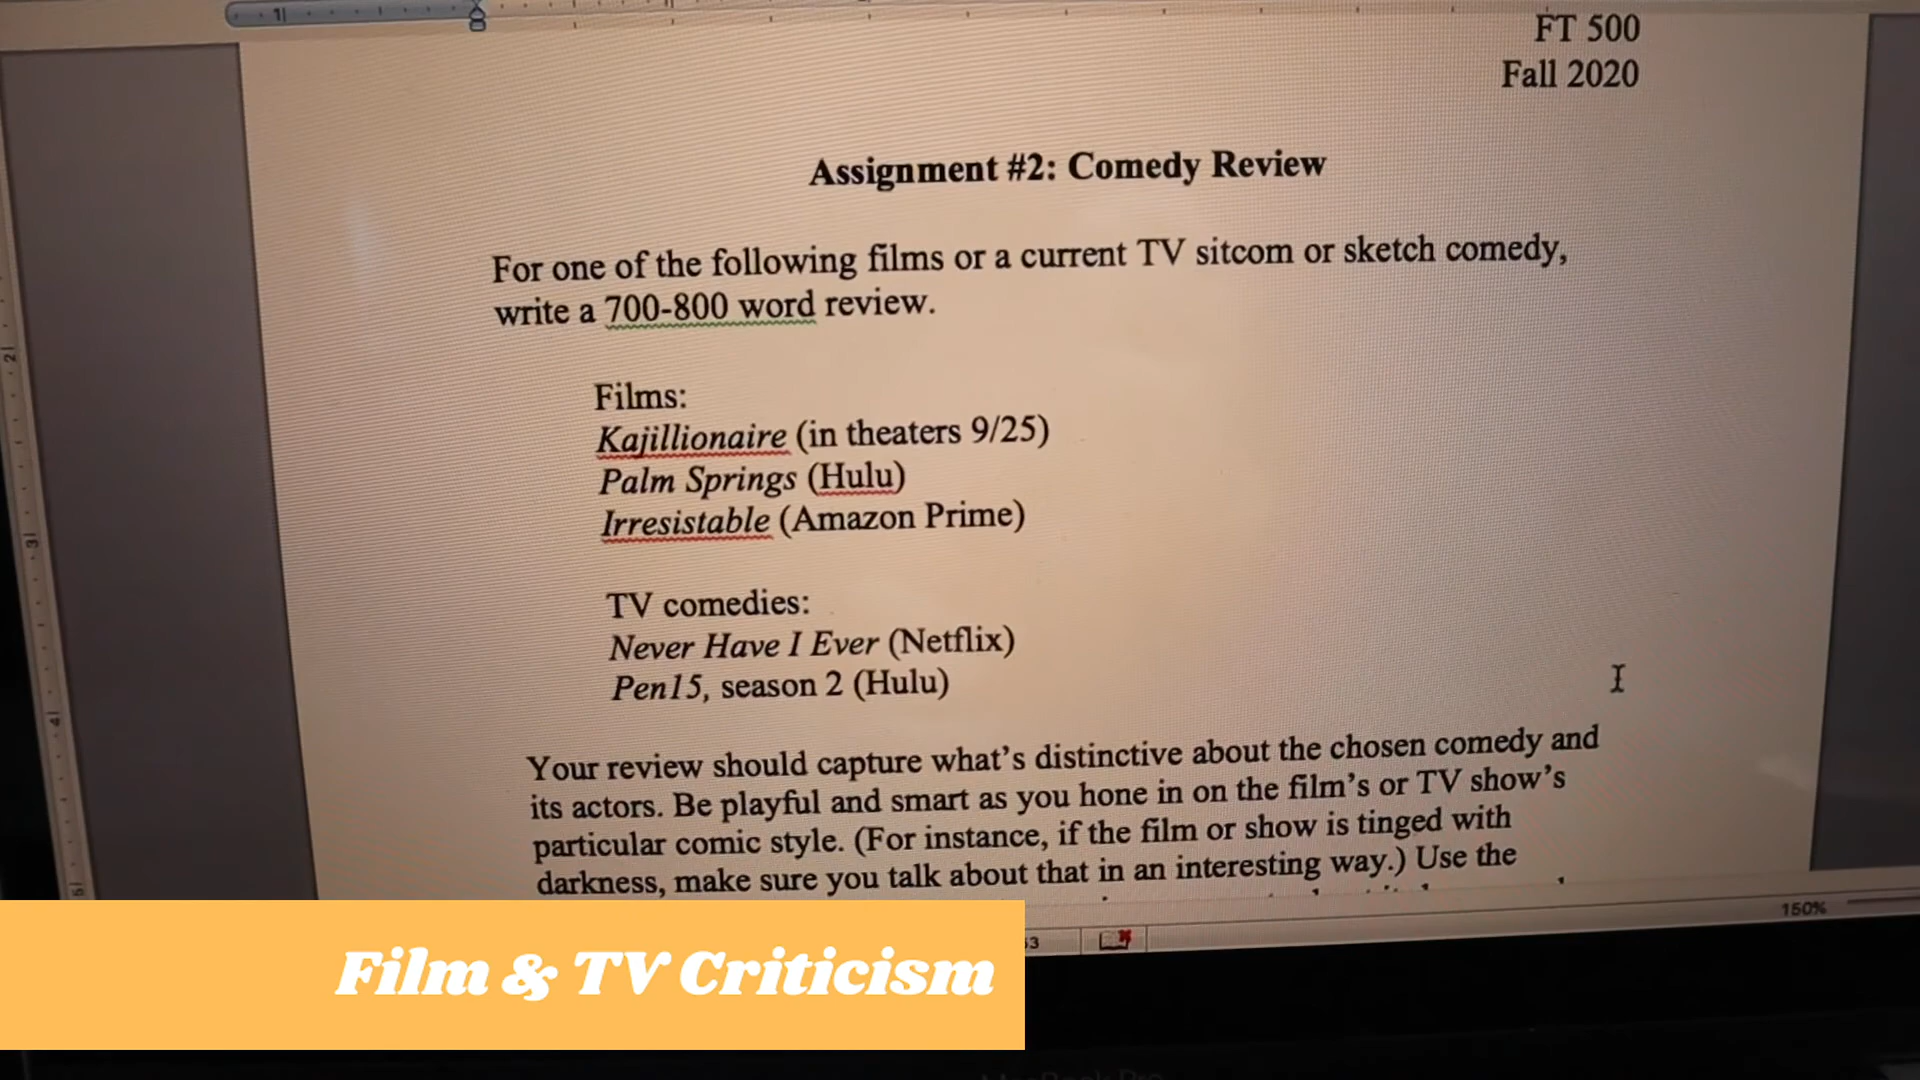 FT 500
Fall 2020
Assignment #2: Comedy Review
For one of the following films or a current TV sitcom or sketch comedy,
write a 700-800 word review.
Films:
Kajillionaire (in theaters 9/25)
Palm Springs (Hulu)
Irresistable (Amazon Prime)
TV comedies:
Never Have I Ever (Netflix)
Pen15, season 2 (Hulu)
Your review should capture what's distinctive about the chosen comedy and
its actors. Be playful and smart as you hone in on the film's or TV show's
particular comic style. (For instance, if the film or show is tinged with
darkness, make sure you talk about that in an interesting way.) Use the
150%
Film & TV Criticism